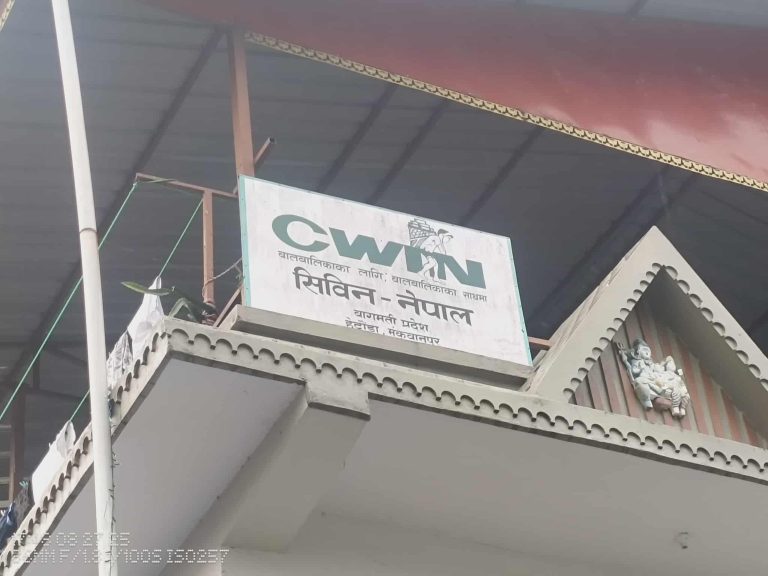 CWIN
बालबालिकाका लागि, बालबालिकाका साथमा
सिविन - नेपाल
बागमती प्रदेश
हेटौडा, मकवानपुर